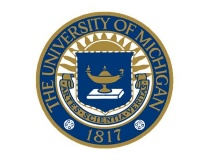 THE UNIVERSITY OF MICHIGAN
ARTES · SCIENTIA · VERITAS
1817